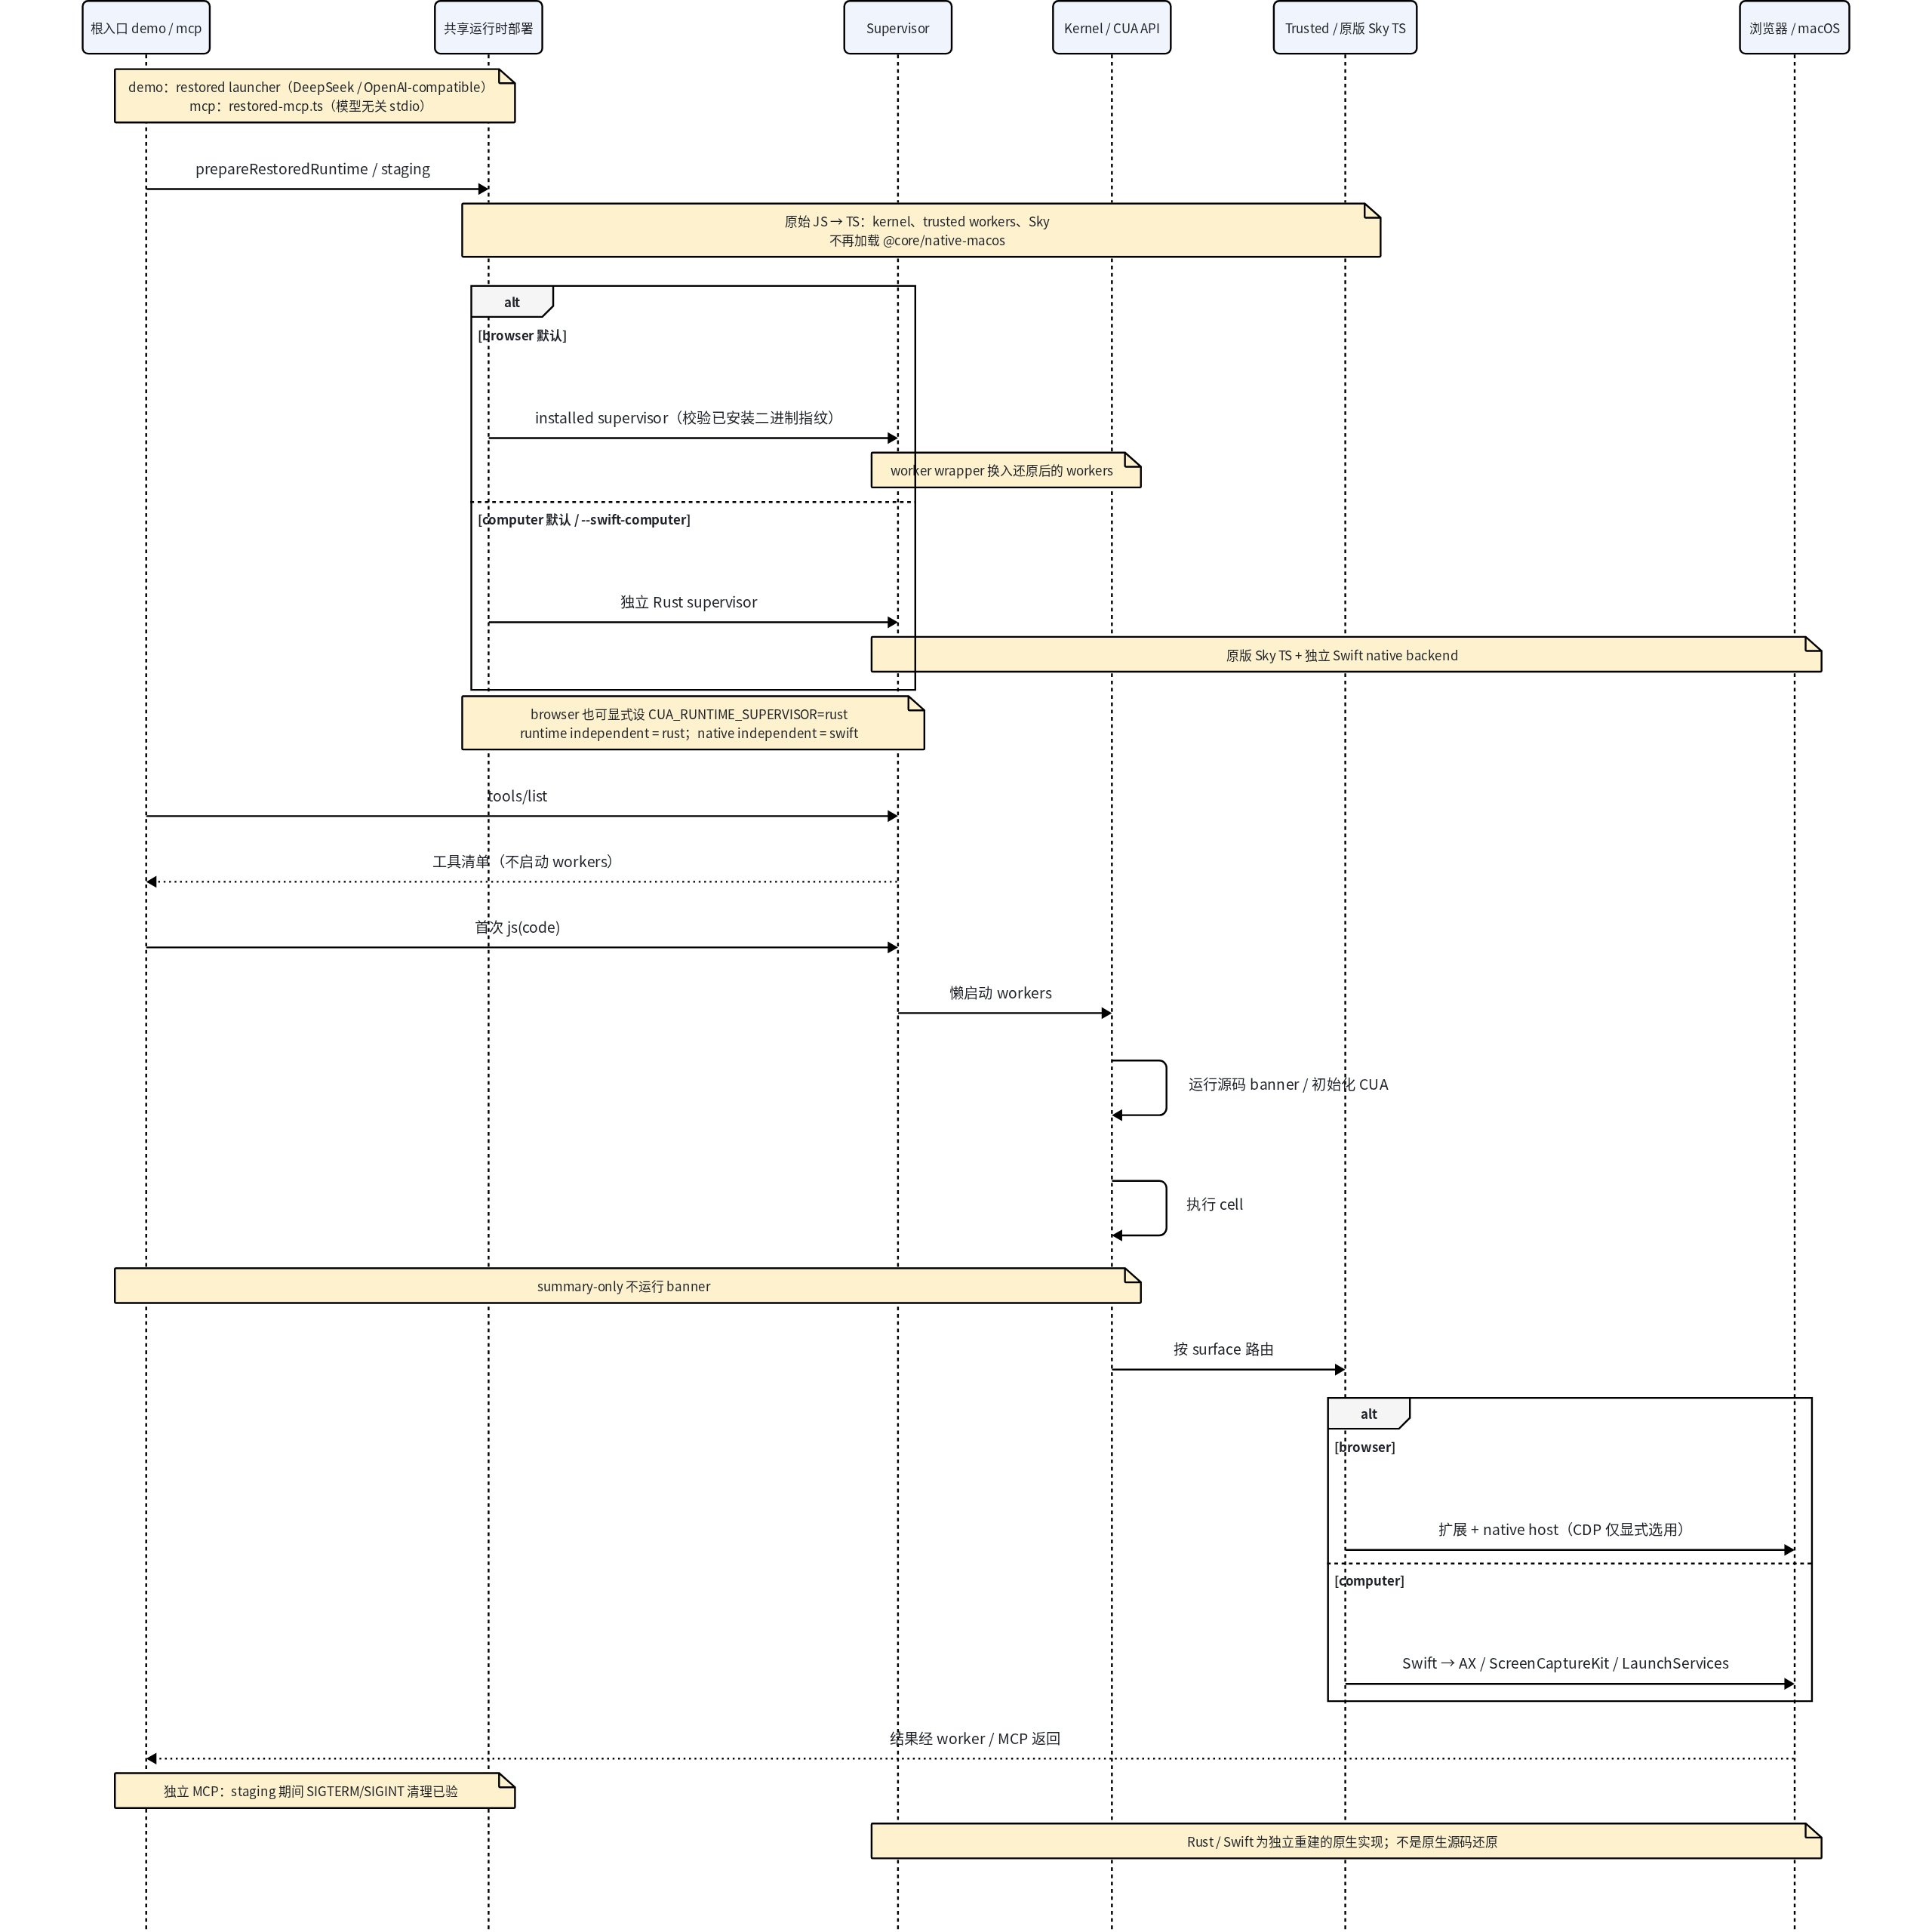 根入口 demo / mcp
共享运行时部署
Supervisor
Kernel / CUA API
Trusted / 原版 Sky TS
浏览器 / macOS
demo：restored launcher（DeepSeek / OpenAI-compatible）
mcp：restored-mcp.ts（模型无关 stdio）
prepareRestoredRuntime / staging
原始 JS → TS：kernel、trusted workers、Sky
不再加载 @core/native-macos
alt
[browser 默认]
installed supervisor（校验已安装二进制指纹）
worker wrapper 换入还原后的 workers
[computer 默认 / --swift-computer]
独立 Rust supervisor
原版 Sky TS + 独立 Swift native backend
browser 也可显式设 CUA_RUNTIME_SUPERVISOR=rust
runtime independent = rust；native independent = swift
tools/list
工具清单（不启动 workers）
首次 js(code)
懒启动 workers
运行源码 banner / 初始化 CUA
执行 cell
summary-only 不运行 banner
按 surface 路由
alt
[browser]
扩展 + native host（CDP 仅显式选用）
[computer]
Swift → AX / ScreenCaptureKit / LaunchServices
结果经 worker / MCP 返回
独立 MCP：staging 期间 SIGTERM/SIGINT 清理已验
Rust / Swift 为独立重建的原生实现；不是原生源码还原